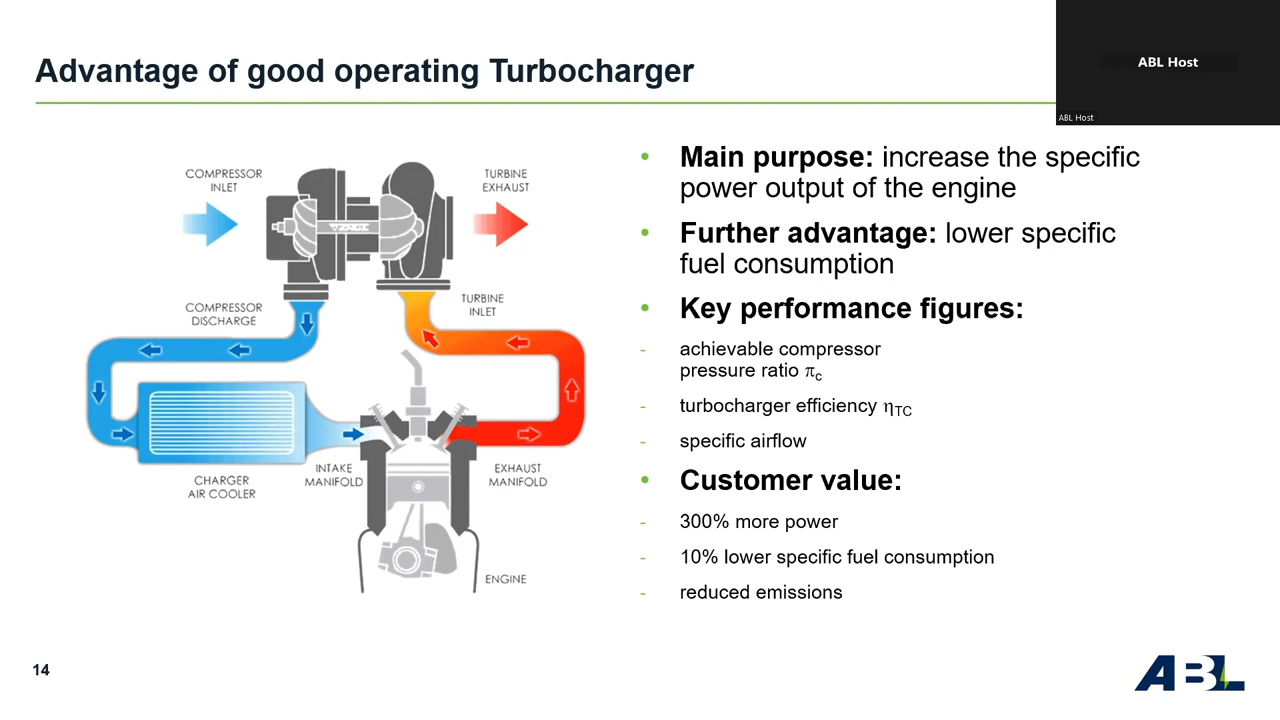 Advantage of good operating Turbocharger
ABL Host
ABL Host
COMPRESSOR
INLET
TURBINE
EXHAUST
COMPRESSOR
DISCHARGE
TURBINE
INLET
CHARGER
AIR COOLER
INTAKE
MANIFOLD
EXHAUST
MANIFOLD
ENGINE
• Main purpose: increase the specific
power output of the engine
• Further advantage: lower specific
fuel consumption
• Key performance figures:
- achievable compressor
pressure ratio πc
- turbocharger efficiency ηTC
- specific airflow
• Customer value:
- 300% more power
- 10% lower specific fuel consumption
- reduced emissions
14
ABL